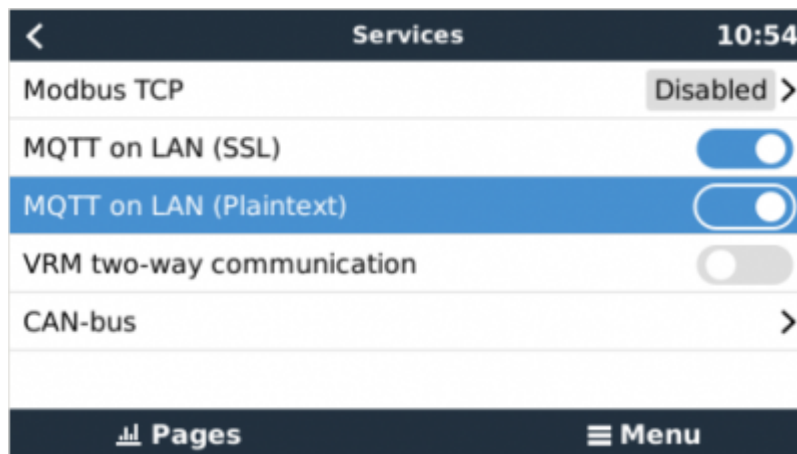 Services 10:54
Modbus TCP Disabled
MQTT on LAN (SSL)
MQTT on LAN (Plaintext)
VRM two-way communication
CAN-bus
Pages Menu